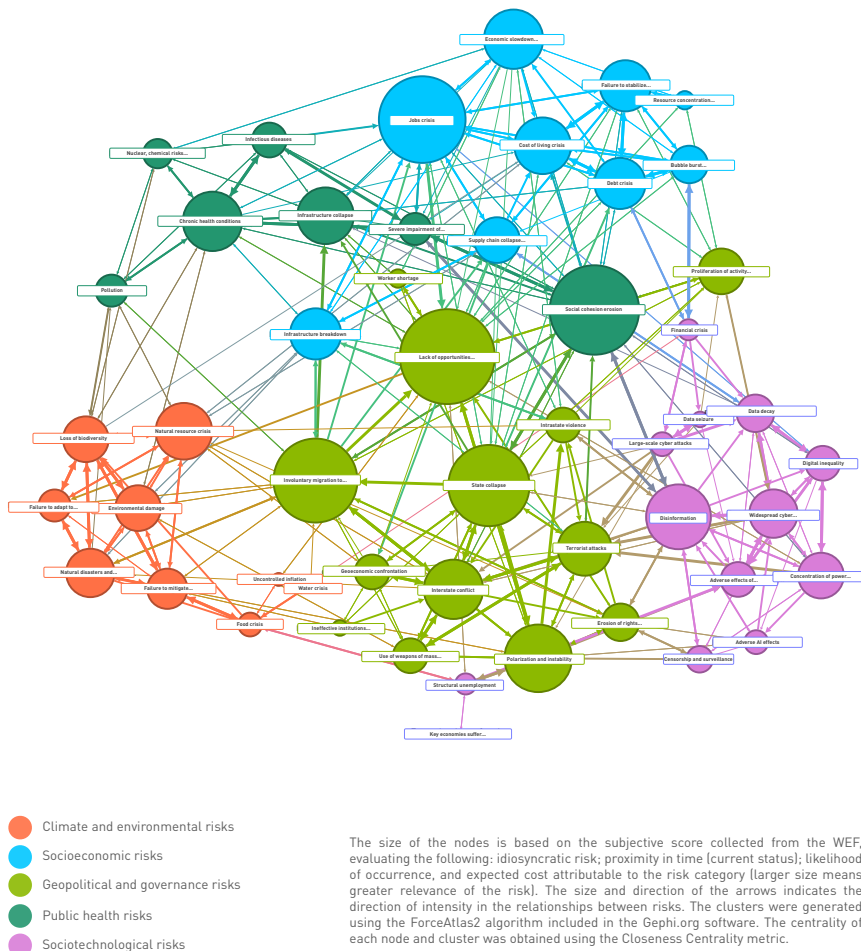 Economic slowdown...
Failure to stabilize...
Resource concentration...
Jobs crisis
Infectious diseases
Cost of living crisis
Nuclear, chemical risks...
Bubble burst...
Debt crisis
Infrastructure collapse
Chronic health conditions
Severe impairment of...
Supply chain collapse...
Proliferation of activity...
Worker shortage
Pollution
Social cohesion erosion
Financial crisis
Infrastructure breakdown
Lack of opportunities...
Data decay
Data seizure
Intrastate violence
Natural resource crisis
Loss of biodiversity
Large-scale cyber attacks
Digital inequality
Involuntary migration to...
State collapse
Failure to adapt to...
Environmental damage
Disinformation
Widespread cyber...
Terrorist attacks
Natural disasters and...
Geoeconomic confrontation
Uncontrolled inflation
Adverse effects of...
Concentration of power...
Failure to mitigate...
Water crisis
Interstate conflict
Food crisis
Ineffective institutions...
Erosion of rights...
Adverse AI effects
Use of weapons of mass...
Polarization and instability
Censorship and surveillance
Structural unemployment
Key economies suffer...
Climate and environmental risks
Socioeconomic risks
Geopolitical and governance risks
Public health risks
Sociotechnological risks
The size of the nodes is based on the subjective score collected from the WEF,
evaluating the following: idiosyncratic risk; proximity in time (current status); likelihood
of occurrence, and expected cost attributable to the risk category (larger size means
greater relevance of the risk). The size and direction of the arrows indicates the
direction of intensity in the relationships between risks. The clusters were generated
using the ForceAtlas2 algorithm included in the Gephi.org software. The centrality of
each node and cluster was obtained using the Closeness Centrality metric.